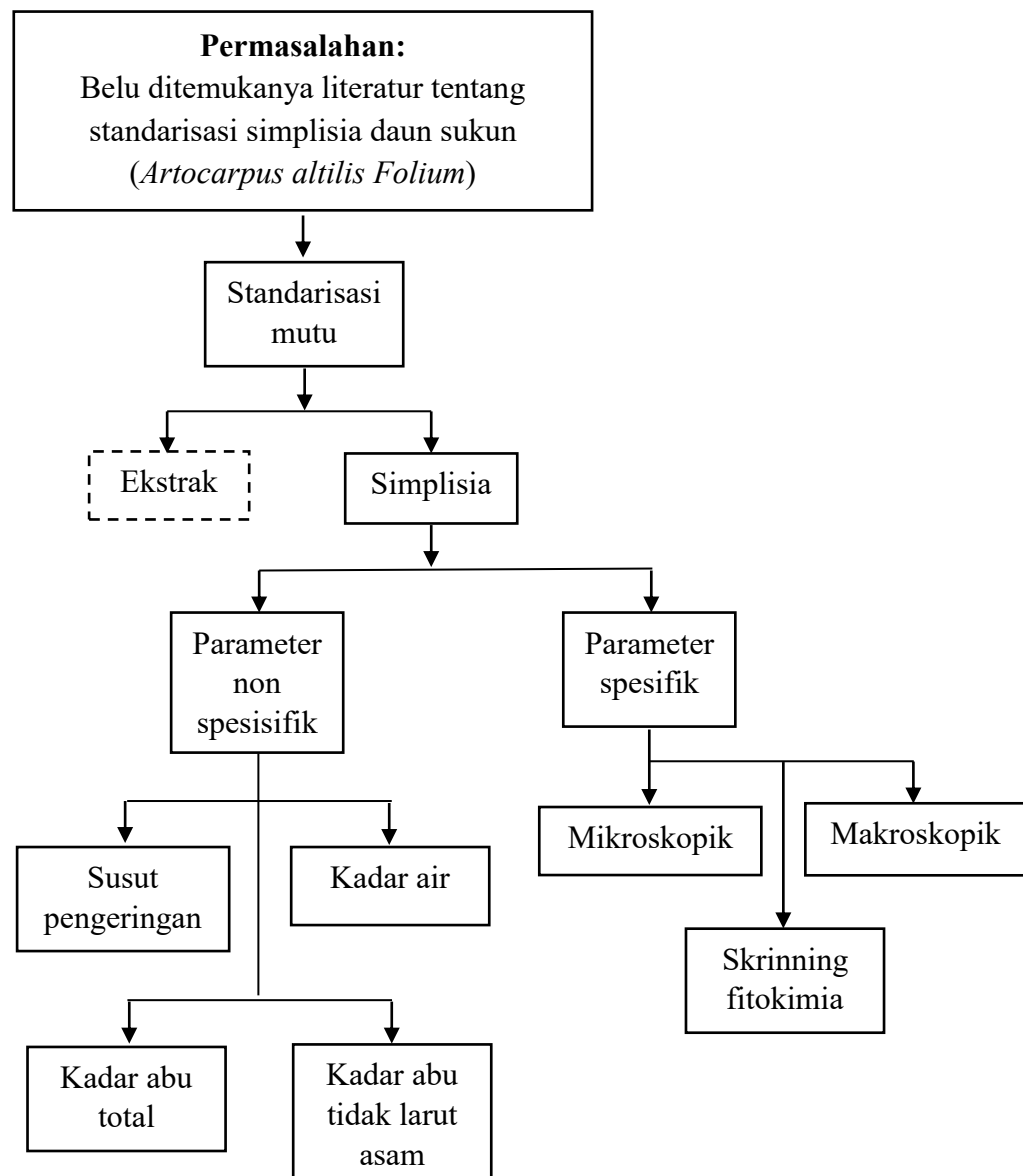 Permasalahan:
Belu ditemukanya literatur tentang
standarisasi simplisia daun sukun
(Artocarpus altilis Folium)
Standarisasi
mutu
Ekstrak
Simplisia
Parameter
non
spesisifik
Parameter
spesifik
Mikroskopik
Makroskopik
Susut
pengeringan
Kadar air
Skrinning
fitokimia
Kadar abu
total
Kadar abu
tidak larut
asam